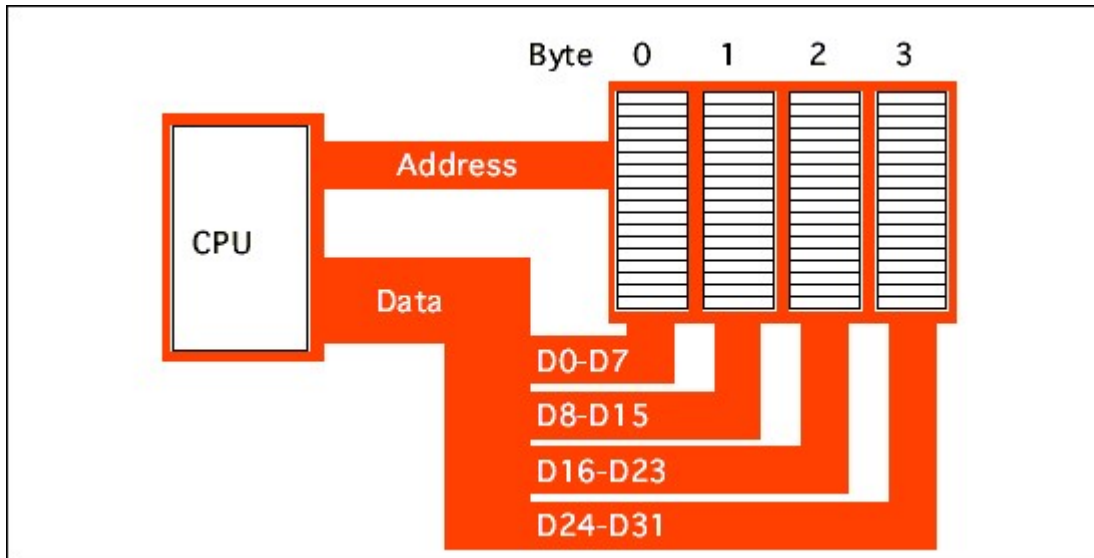 Byte 0 1 2 3
Address
CPU
Data
D0-D7
D8-D15
D16-D23
D24-D31